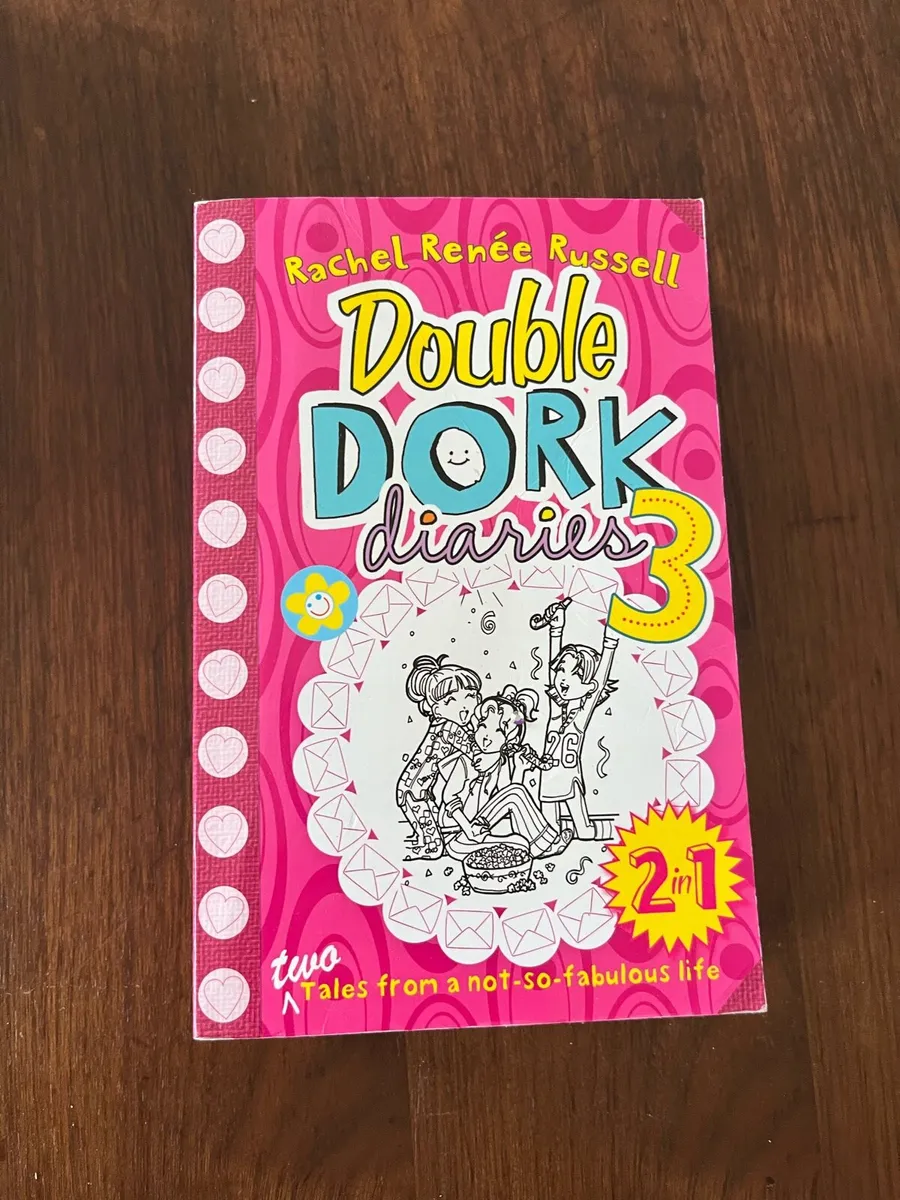 Rachel Renée Russell
Double
DORK
diaries 3
26
2 in 1
two
Tales from a not-so-fabulous life